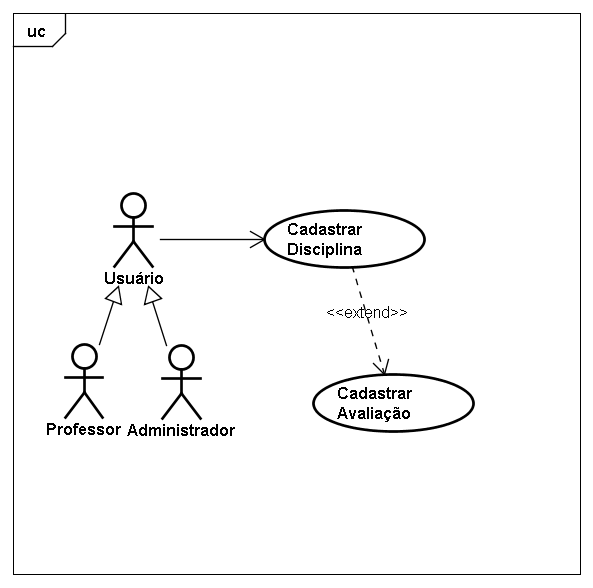 uc
Usuário
Cadastrar
Disciplina
<<extend>>
Professor
Administrador
Cadastrar
Avaliação